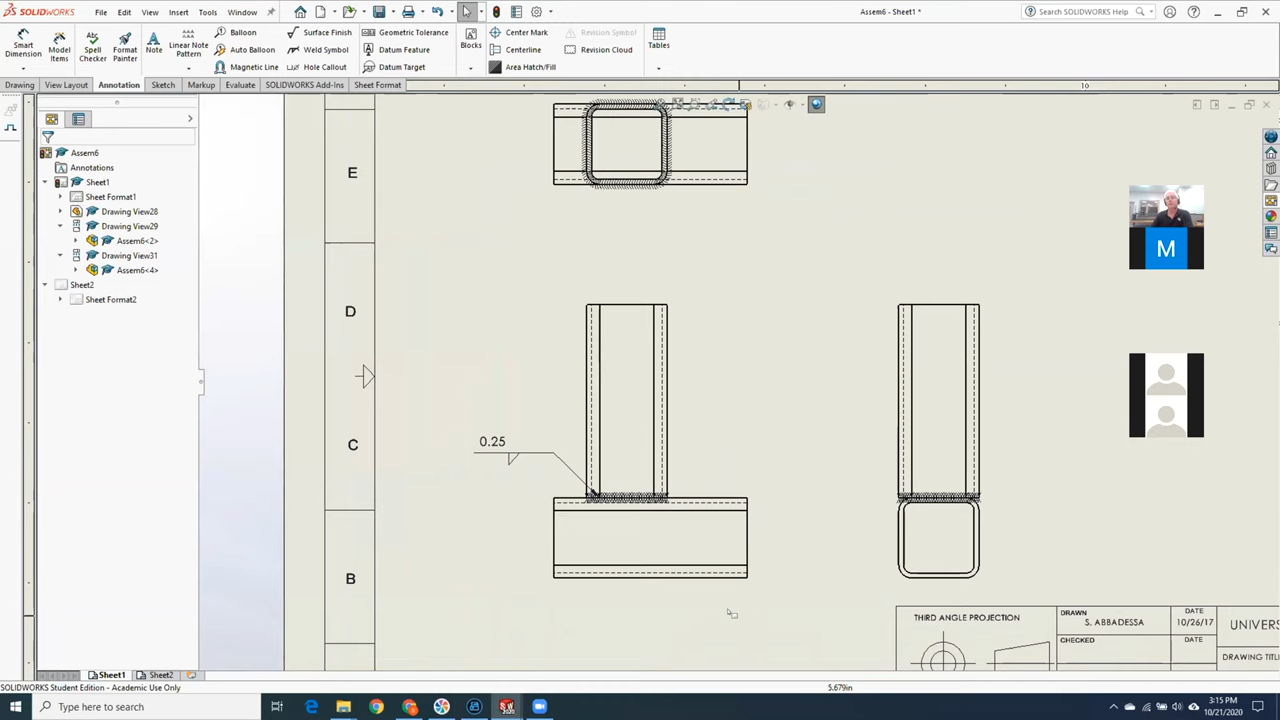 SOLIDWORKS File Edit View Insert Tools Window Assem6 - Sheet1 * Search SOLIDWORKS Help
Smart Dimension
Model Items
Spell Checker
Format Painter
Note
Linear Note Pattern
Balloon
Auto Balloon
Magnetic Line
Surface Finish
Weld Symbol
Hole Callout
Geometric Tolerance
Datum Feature
Datum Target
Blocks
Center Mark
Centerline
Area Hatch/Fill
Revision Symbol
Revision Cloud
Tables
Drawing View Layout Annotation Sketch Markup Evaluate SOLIDWORKS Add-Ins Sheet Format
10
Assem6
Annotations
Sheet1
Sheet Format1
Drawing View28
Drawing View29
Assem6<2>
Drawing View31
Assem6<4>
Sheet2
Sheet Format2
E
D
C
B
0.25
M
THIRD ANGLE PROJECTION
DRAWN
S. ABBADESSA
DATE
10/26/17
CHECKED
DATE
UNIVERS
DRAWING TITL
Sheet1 Sheet2
SOLIDWORKS Student Edition - Academic Use Only 5.679in
Type here to search
3:15 PM
10/21/2020